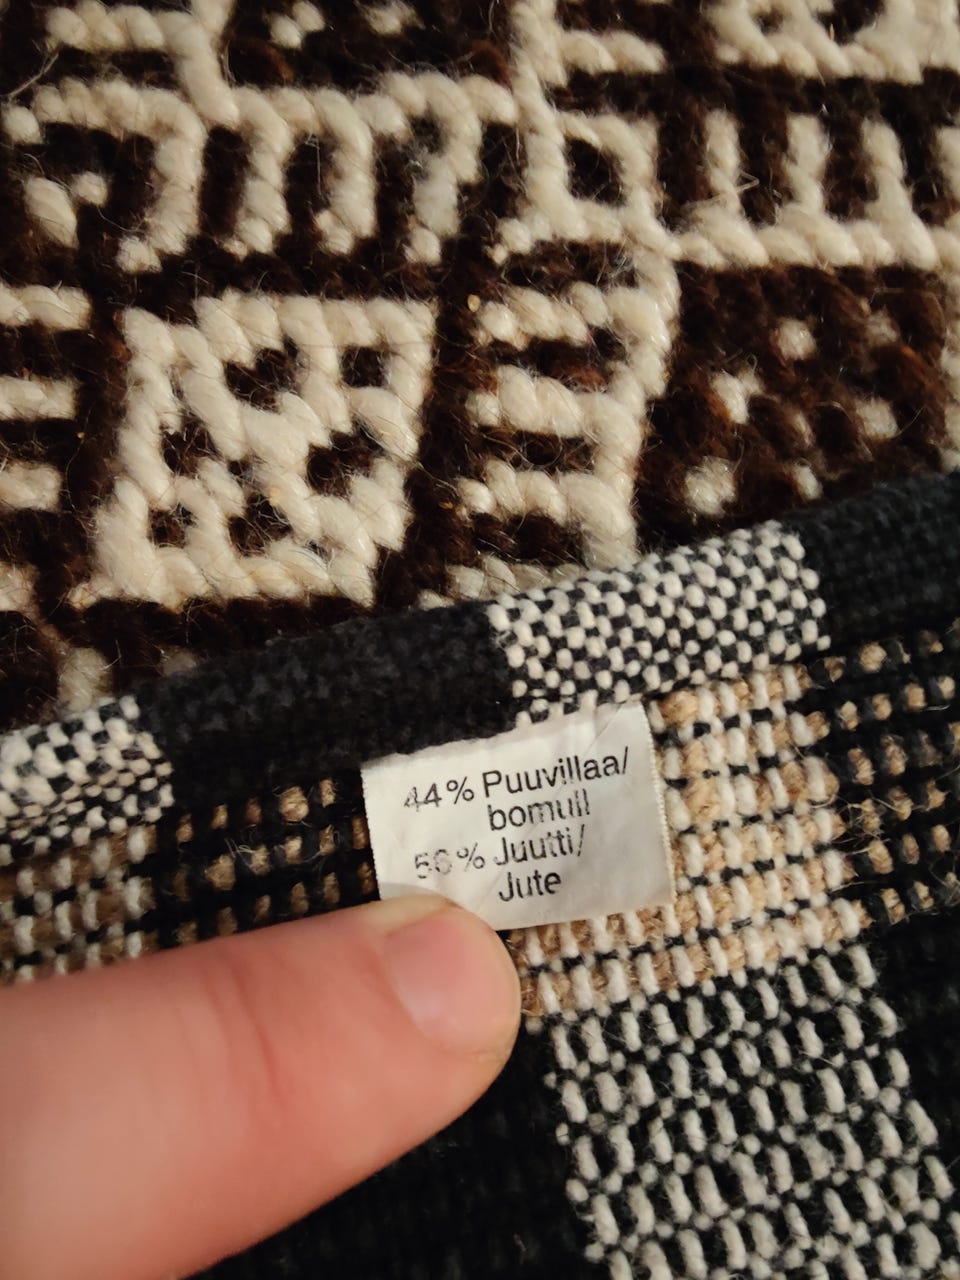 44% Puuvillaa/
bomull
56% Juutti/
Jute